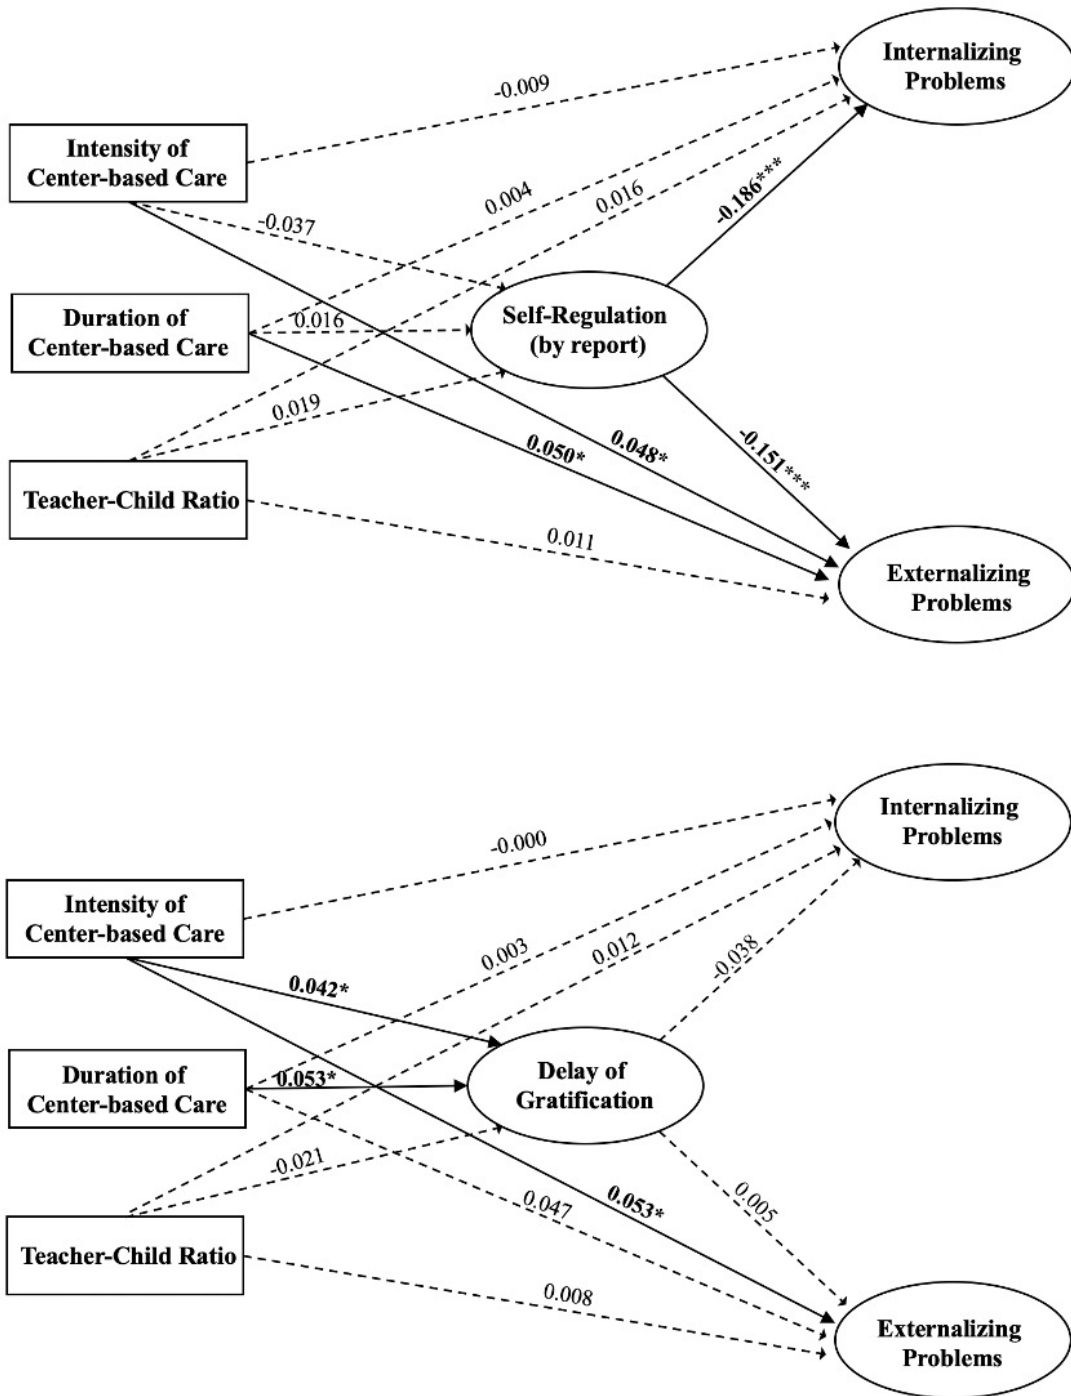 Internalizing
Problems
-0.009
Intensity of
Center-based Care
0.004
0.016
-0.186***
-0.037
Duration of
Center-based Care
0.016
Self-Regulation
(by report)
0.019
0.050*
0.048*
-0.151***
Teacher-Child Ratio
0.011
Externalizing
Problems
Internalizing
Problems
-0.000
Intensity of
Center-based Care
0.003
0.012
-0.038
0.042*
Duration of
Center-based Care
0.053*
Delay of
Gratification
-0.021
0.047
0.053*
0.005
Teacher-Child Ratio
0.008
Externalizing
Problems